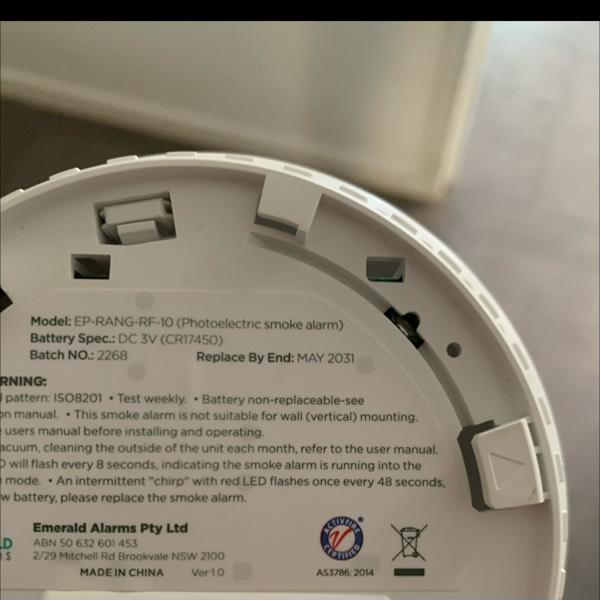 Model: EP-RANG-RF-10 (Photoelectric smoke alarm)
Battery Spec.: DC 3V (CR17450)
Batch NO.: 2268 Replace By End: MAY 2031
RNING:
pattern: ISO8201 • Test weekly. • Battery non-replaceable-see
on manual. • This smoke alarm is not suitable for wall (vertical) mounting.
users manual before installing and operating.
acuum, cleaning the outside of the unit each month, refer to the user manual.
D will flash every 8 seconds, indicating the smoke alarm is running into the
mode. • An intermittent "chirp" with red LED flashes once every 48 seconds,
w battery, please replace the smoke alarm.
LD
S
Emerald Alarms Pty Ltd
ABN 50 632 601 453
2/29 Mitchell Rd Brookvale NSW 2100
MADE IN CHINA Ver1.0
ACTIVFIRE
CERTIFIED
AS3786: 2014